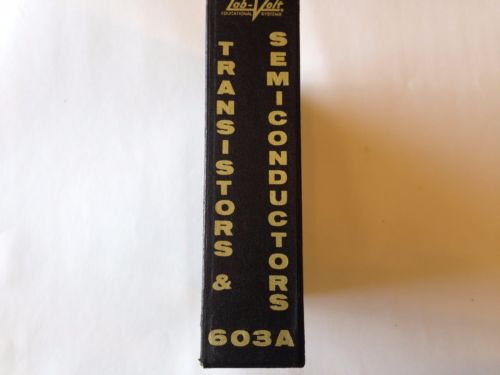 Lab-Volt
EDUCATIONAL SYSTEMS
TRANSISTORS &
SEMICONDUCTORS
603A